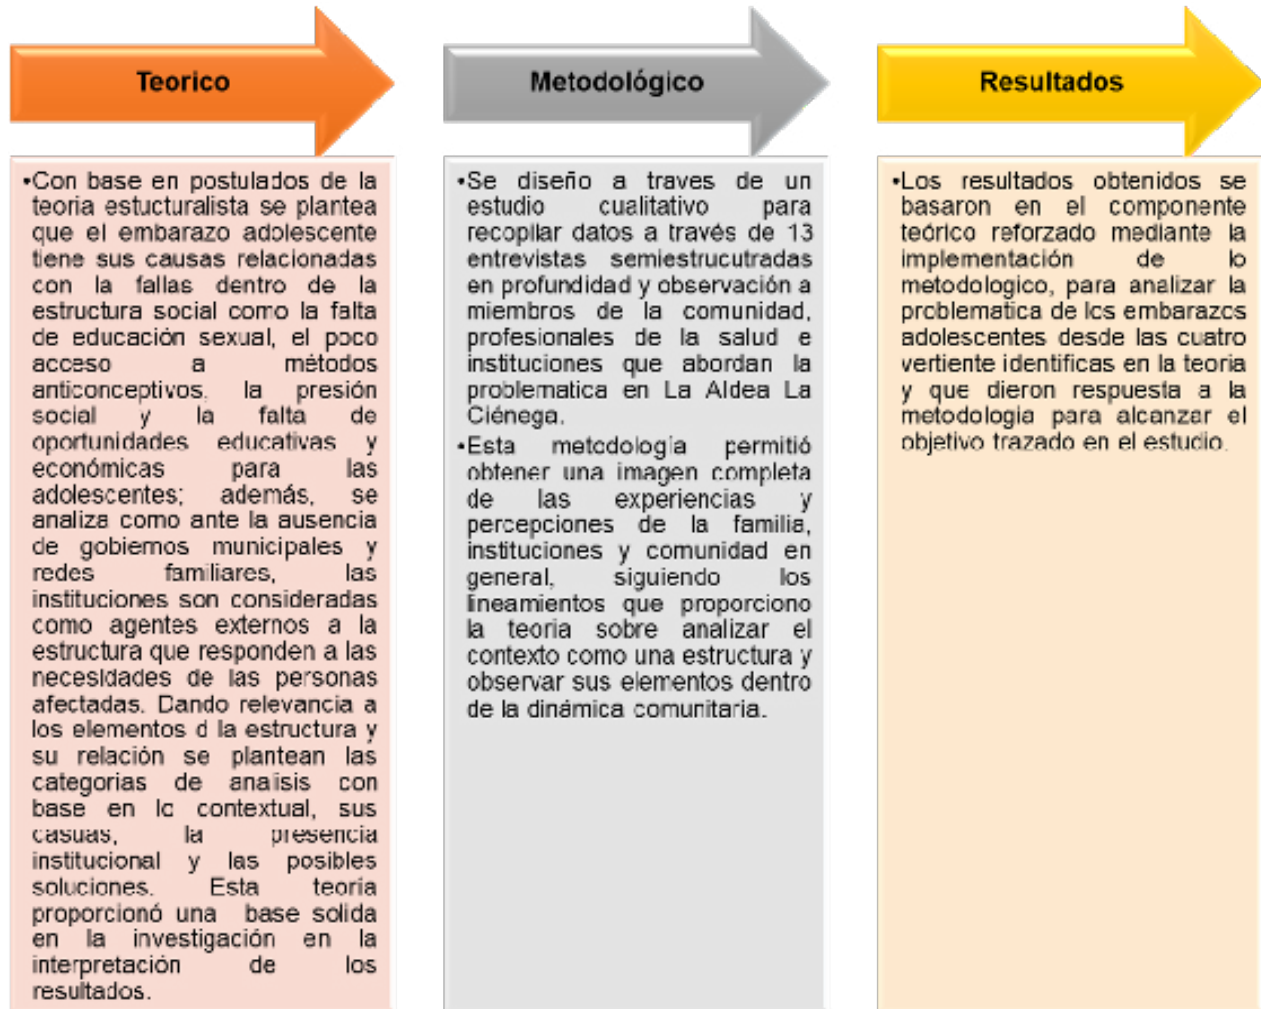 Teorico
•Con base en postulados de la
teoria estucturalista se plantea
que el embarazo adolescente
tiene sus causas relacionadas
con la fallas dentro de la
estructura social como la falta
de educación sexual, el poco
acceso a métodos
anticonceptivos, la presión
social y la falta de
oportunidades educativas y
económicas para las
adolescentes; además, se
analiza como ante la ausencia
de gobiernos municipales y
redes familiares, las
instituciones son consideradas
como agentes externos a la
estructura que responden a las
necesidades de las personas
afectadas. Dando relevancia a
los elementos d la estructura y
su relación se plantean las
categorias de analisis con
base en lo contextual, sus
casuas, la presencia
institucional y las posibles
soluciones. Esta teoria
proporcionó una base solida
en la investigación en la
interpretación de los
resultados.
Metodológico
•Se diseño a traves de un
estudio cualitativo para
recopilar datos a través de 13
entrevistas semiestrucutradas
en profundidad y observación a
miembros de la comunidad,
profesionales de la salud e
instituciones que abordan la
problematica en La Aldea La
Ciénega.
•Esta metodología permitió
obtener una imagen completa
de las experiencias y
percepciones de la familia,
instituciones y comunidad en
general, siguiendo los
lineamientos que proporciono
la teoria sobre analizar el
contexto como una estructura y
observar sus elementos dentro
de la dinámica comunitaria.
Resultados
•Los resultados obtenidos se
basaron en el componente
teórico reforzado mediante la
implementación de lo
metodologico, para analizar la
problematica de los embarazos
adolescentes desde las cuatro
vertiente identificas en la teoria
y que dieron respuesta a la
metodologia para alcanzar el
objetivo trazado en el estudio.